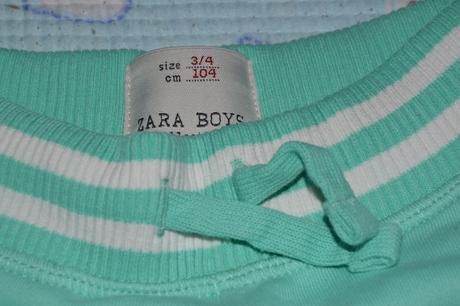 size 3/4
cm 104
ZARA BOYS